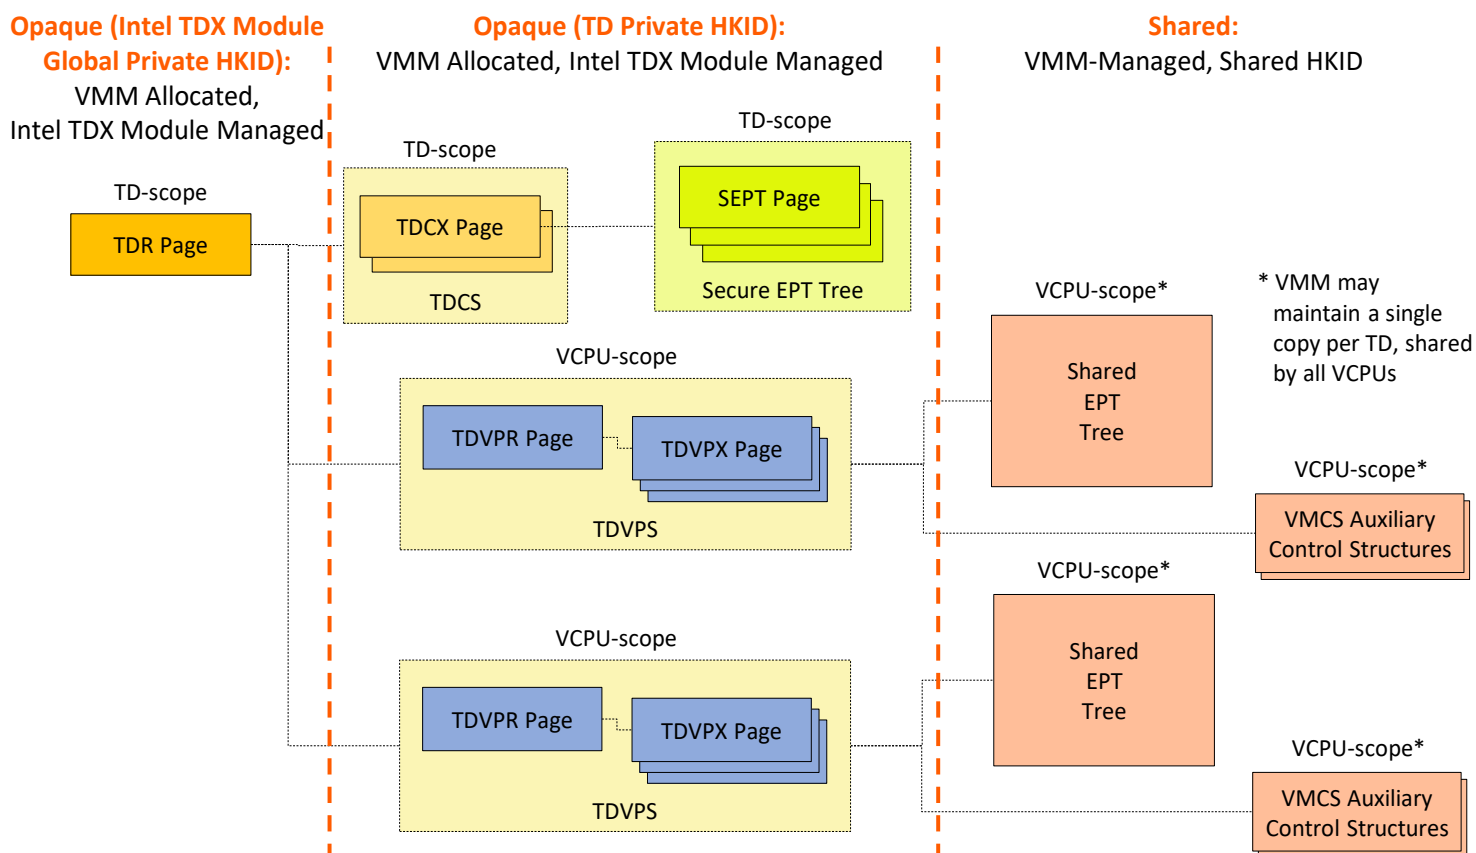 Opaque (Intel TDX Module
Global Private HKID):
VMM Allocated,
Intel TDX Module Managed
Opaque (TD Private HKID):
VMM Allocated, Intel TDX Module Managed
Shared:
VMM-Managed, Shared HKID
TD-scope
TDR Page
TD-scope
TDCX Page
TDCS
TD-scope
SEPT Page
Secure EPT Tree
VCPU-scope
TDVPR Page
TDVPX Page
TDVPS
VCPU-scope*
Shared
EPT
Tree
* VMM may
maintain a single
copy per TD, shared
by all VCPUs
VCPU-scope*
VMCS Auxiliary
Control Structures
VCPU-scope
TDVPR Page
TDVPX Page
TDVPS
VCPU-scope*
Shared
EPT
Tree
VCPU-scope*
VMCS Auxiliary
Control Structures